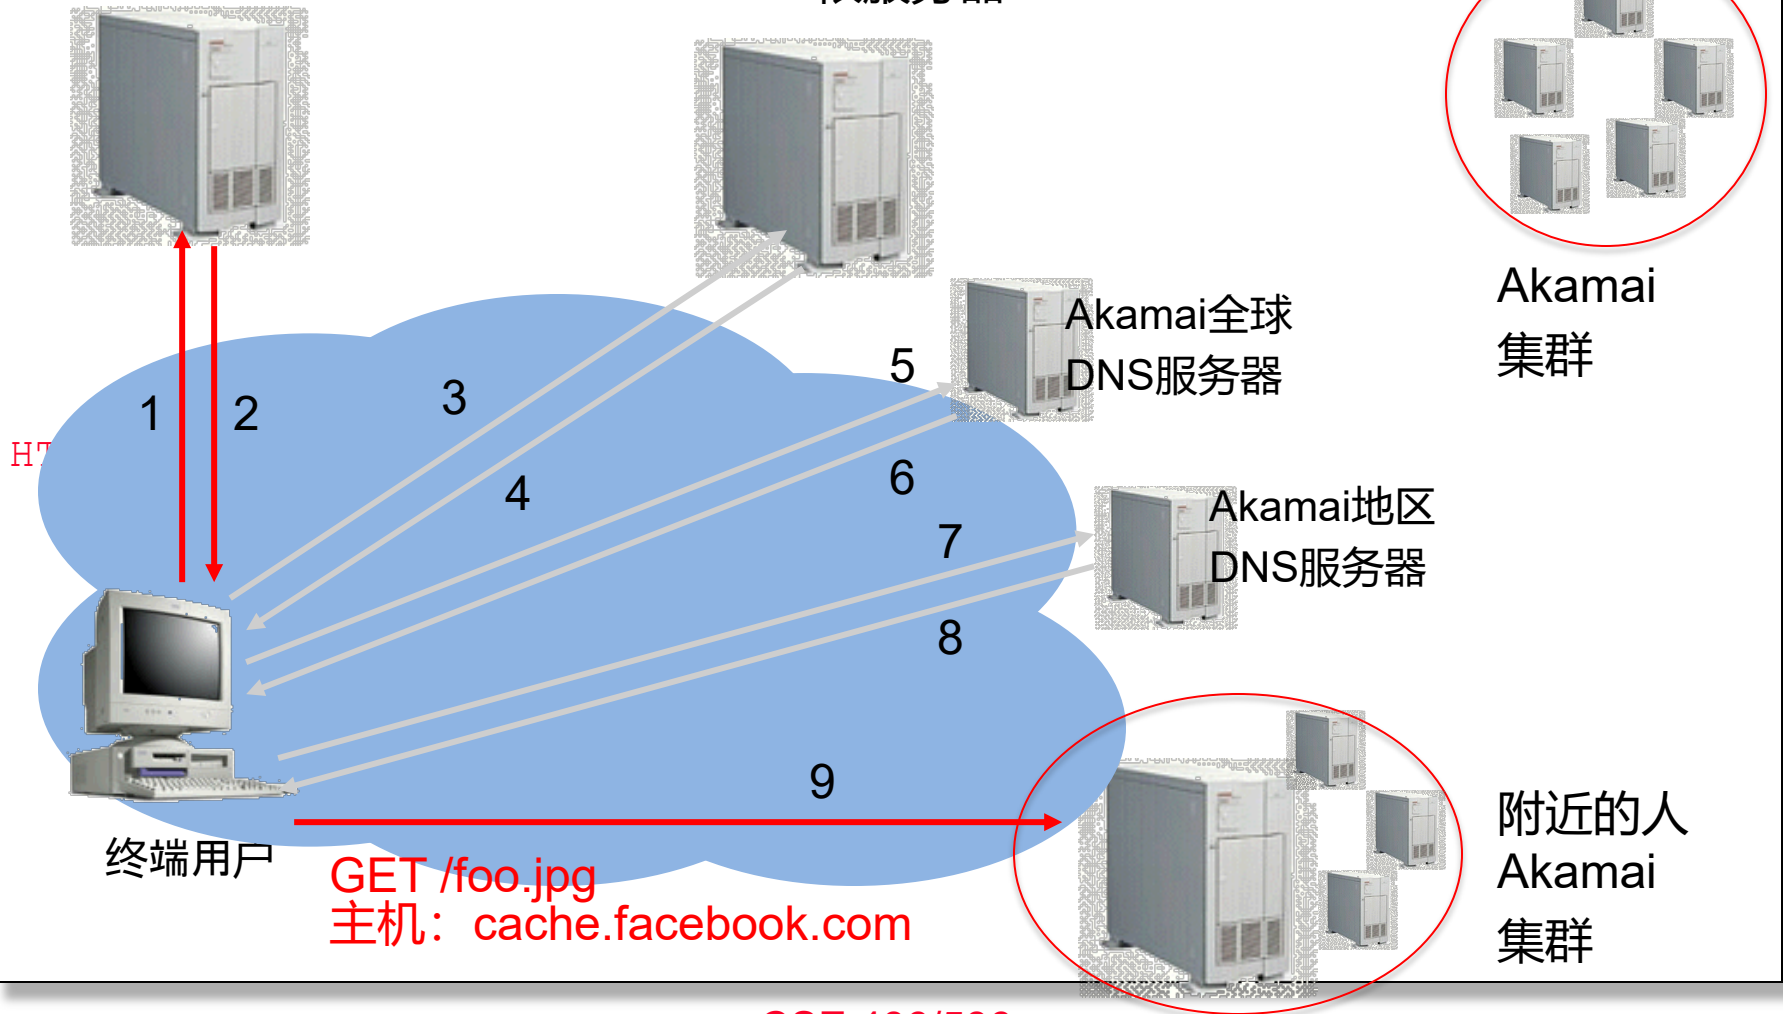 Akamai
集群
Akamai全球
DNS服务器
5
3
1
2
6
4
Akamai地区
DNS服务器
7
8
9
终端用户
GET /foo.jpg
主机：cache.facebook.com
附近的人
Akamai
集群